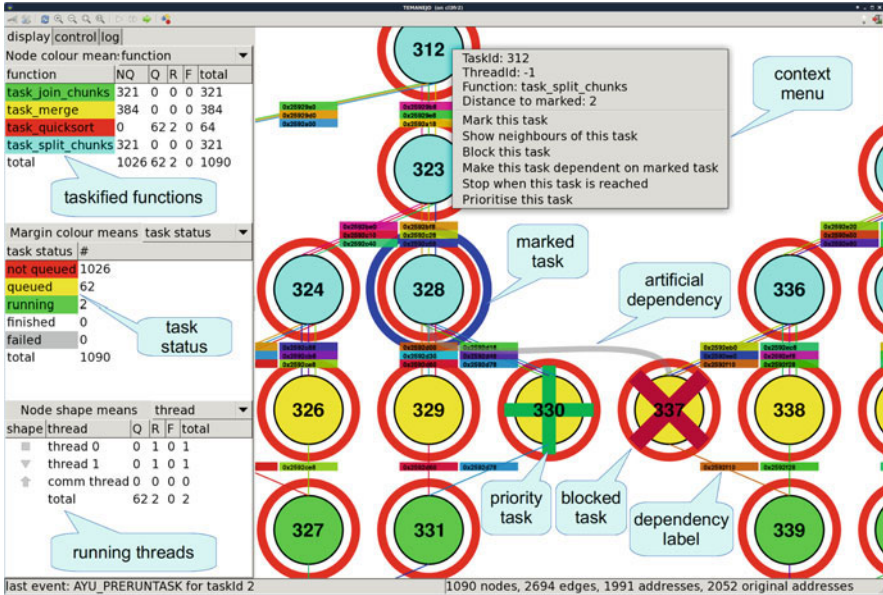 TEMANEJO (on cl3fr2)
display control log
Node colour means function
function NQ Q R F total
task_join_chunks 321 0 0 0 321
task_merge 384 0 0 0 384
task_quicksort 0 62 2 0 64
task_split_chunks 321 0 0 0 321
total 1026 62 2 0 1090
taskified functions
Margin colour means task status
task status #
not queued 1026
queued 62
running 2
finished 0
failed 0
total 1090
task status
Node shape means thread
shape thread Q R F total
thread 0 0 1 0 1
thread 1 0 1 0 1
comm thread 0 0 0 0
total 62 2 0 2
running threads
312
TaskId: 312
ThreadId: -1
Function: task_split_chunks
Distance to marked: 2
Mark this task
Show neighbours of this task
Block this task
Make this task dependent on marked task
Stop when this task is reached
Prioritise this task
context menu
323
marked task
artificial dependency
324 328 336
326 329 330 337 338
priority task
blocked task
dependency label
327 331 339
last event: AYU_PRERUNTASK for taskId 2
1090 nodes, 2694 edges, 1991 addresses, 2052 original addresses